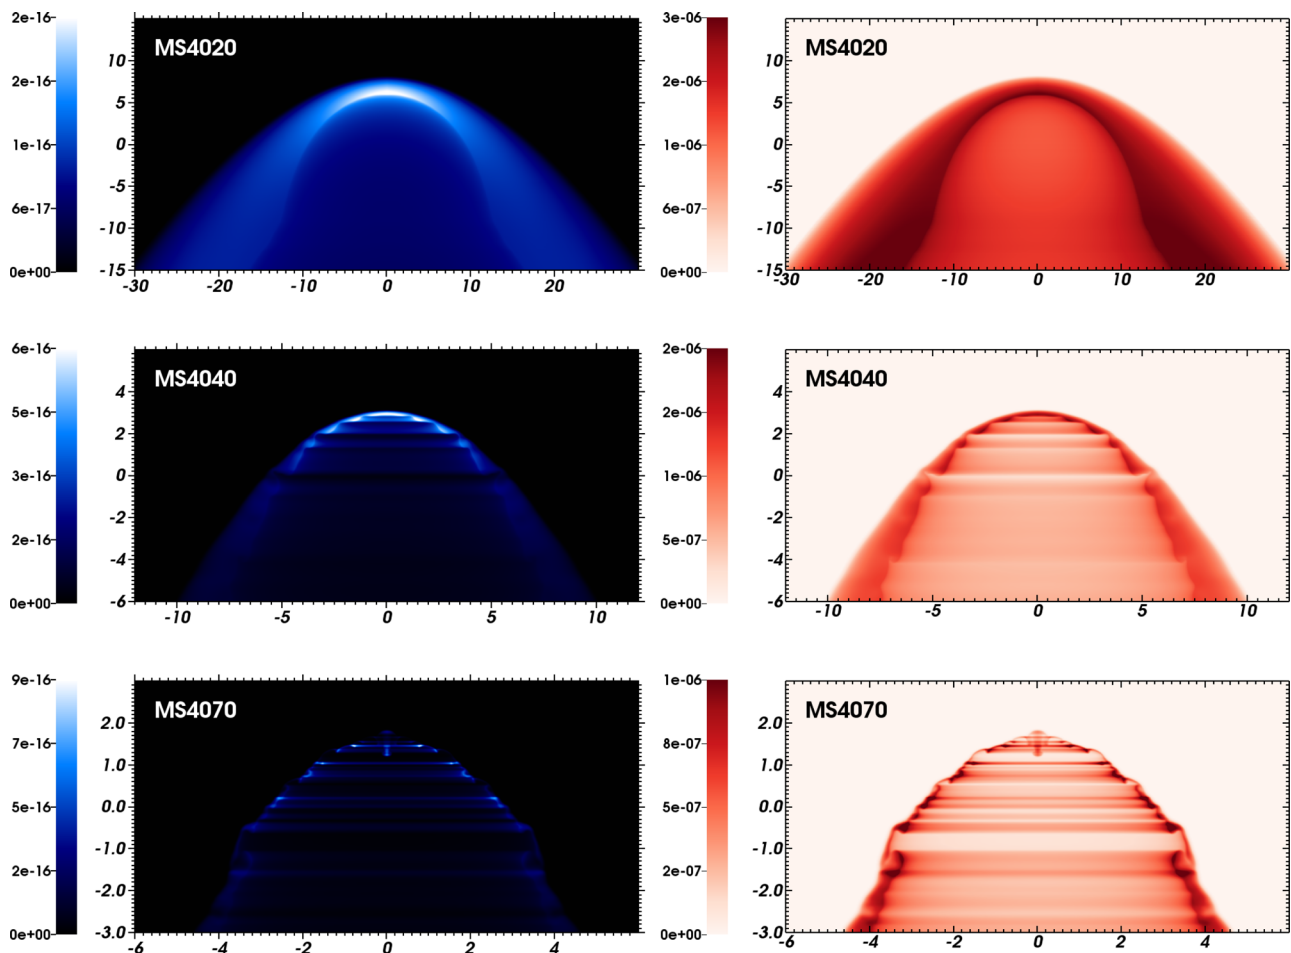 2e-16
2e-16
1e-16
6e-17
0e+00
MS4020
10
5
0
-5
-10
-15
-30 -20 -10 0 10 20
3e-06
2e-06
1e-06
6e-07
0e+00
MS4020
10
5
0
-5
-10
-15
-30 -20 -10 0 10 20
6e-16
5e-16
3e-16
2e-16
0e+00
MS4040
4
2
0
-2
-4
-6
-10 -5 0 5 10
2e-06
2e-06
1e-06
5e-07
0e+00
MS4040
4
2
0
-2
-4
-6
-10 -5 0 5 10
9e-16
7e-16
5e-16
2e-16
0e+00
MS4070
2.0
1.0
0.0
-1.0
-2.0
-3.0
-6 -4 -2 0 2 4
1e-06
8e-07
5e-07
2e-07
0e+00
MS4070
2.0
1.0
0.0
-1.0
-2.0
-3.0
-6 -4 -2 0 2 4